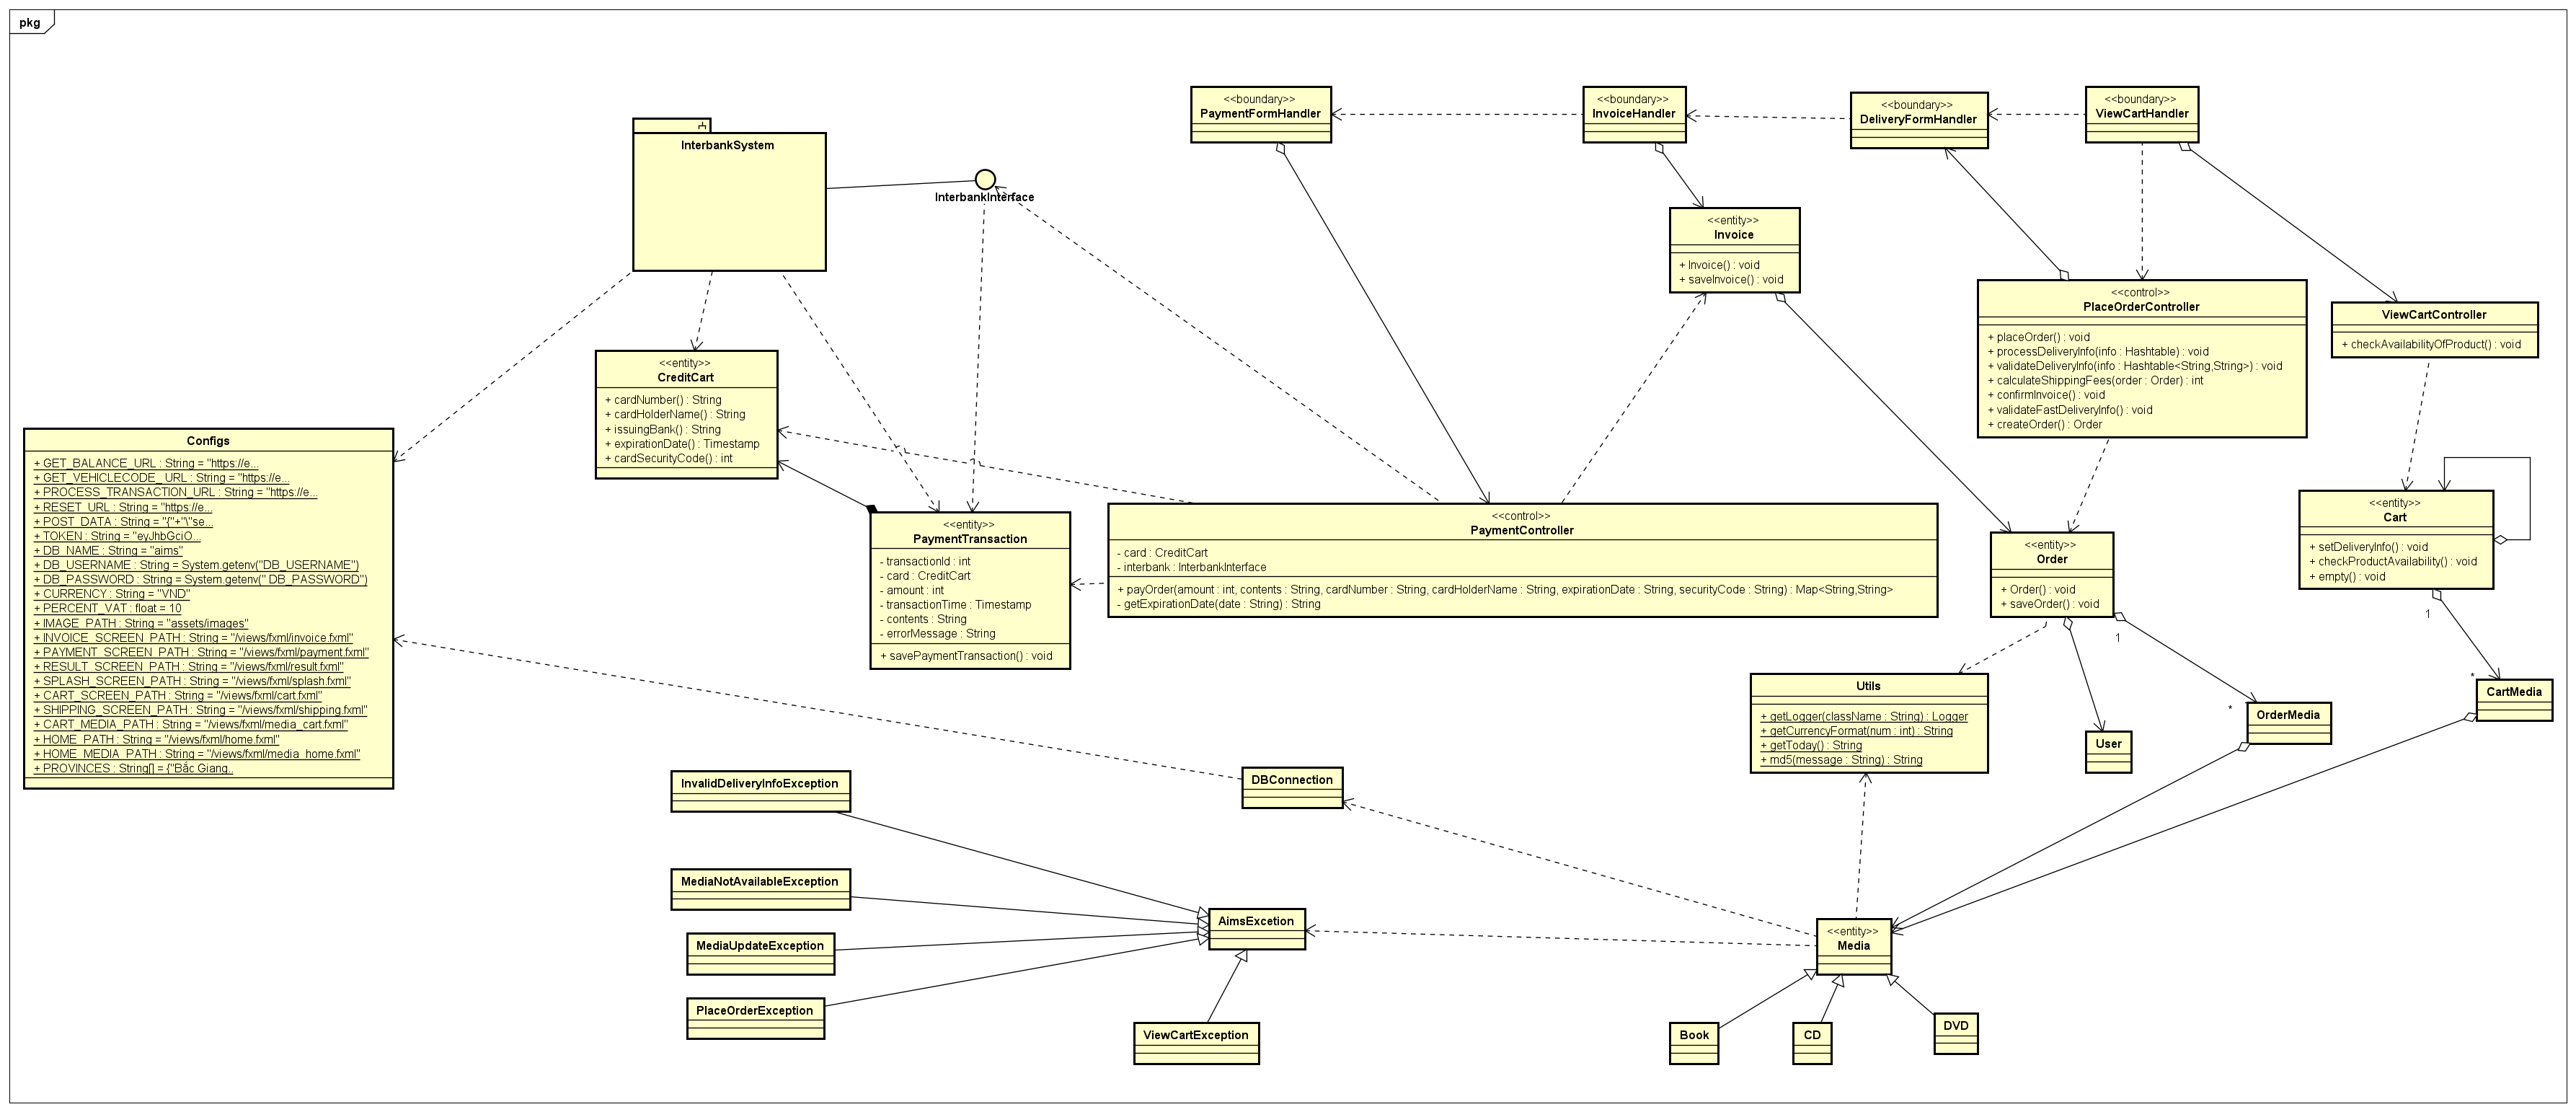 pkg
<<boundary>>
PaymentFormHandler
<<boundary>>
InvoiceHandler
<<boundary>>
DeliveryFormHandler
<<boundary>>
ViewCartHandler
InterbankSystem
InterbankInterface
<<entity>>
Invoice
+ Invoice() : void
+ saveInvoice() : void
<<control>>
PlaceOrderController
+ placeOrder() : void
+ processDeliveryInfo(info : Hashtable) : void
+ validateDeliveryInfo(info : Hashtable<String,String>) : void
+ calculateShippingFees(order : Order) : int
+ confirmInvoice() : void
+ validateFastDeliveryInfo() : void
+ createOrder() : Order
ViewCartController
+ checkAvailabilityOfProduct() : void
<<entity>>
CreditCart
+ cardNumber() : String
+ cardHolderName() : String
+ issuingBank() : String
+ expirationDate() : Timestamp
+ cardSecurityCode() : int
Configs
+ GET_BALANCE_URL : String = "https://e...
+ GET_VEHICLECODE_URL : String = "https://e...
+ PROCESS_TRANSACTION_URL : String = "https://e...
+ RESET_URL : String = "https://e...
+ POST_DATA : String = "{"+"\"se...
+ TOKEN : String = "eyJhbGciO...
+ DB_NAME : String = "aims"
+ DB_USERNAME : String = System.getenv("DB_USERNAME")
+ DB_PASSWORD : String = System.getenv(" DB_PASSWORD")
+ CURRENCY : String = "VND"
+ PERCENT_VAT : float = 10
+ IMAGE_PATH : String = "assets/images"
+ INVOICE_SCREEN_PATH : String = "/views/fxml/invoice.fxml"
+ PAYMENT_SCREEN_PATH : String = "/views/fxml/payment.fxml"
+ RESULT_SCREEN_PATH : String = "/views/fxml/result.fxml"
+ SPLASH_SCREEN_PATH : String = "/views/fxml/splash.fxml"
+ CART_SCREEN_PATH : String = "/views/fxml/cart.fxml"
+ SHIPPING_SCREEN_PATH : String = "/views/fxml/shipping.fxml"
+ CART_MEDIA_PATH : String = "/views/fxml/media_cart.fxml"
+ HOME_PATH : String = "/views/fxml/home.fxml"
+ HOME_MEDIA_PATH : String = "/views/fxml/media_home.fxml"
+ PROVINCES : String[] = {"Bắc Giang..
<<entity>>
PaymentTransaction
- transactionId : int
- card : CreditCart
- amount : int
- transactionTime : Timestamp
- contents : String
- errorMessage : String
+ savePaymentTransaction() : void
<<control>>
PaymentController
- card : CreditCart
- interbank : InterbankInterface
+ payOrder(amount : int, contents : String, cardNumber : String, cardHolderName : String, expirationDate : String, securityCode : String) : Map<String,String>
- getExpirationDate(date : String) : String
<<entity>>
Order
+ Order() : void
+ saveOrder() : void
1
*
<<entity>>
Cart
+ setDeliveryInfo() : void
+ checkProductAvailability() : void
+ empty() : void
1
*
CartMedia
OrderMedia
User
Utils
+ getLogger(className : String) : Logger
+ getCurrencyFormat(num : int) : String
+ getToday() : String
+ md5(message : String) : String
DBConnection
InvalidDeliveryInfoException
MediaNotAvailableException
MediaUpdateException
PlaceOrderException
AimsExcetion
ViewCartException
<<entity>>
Media
Book
CD
DVD